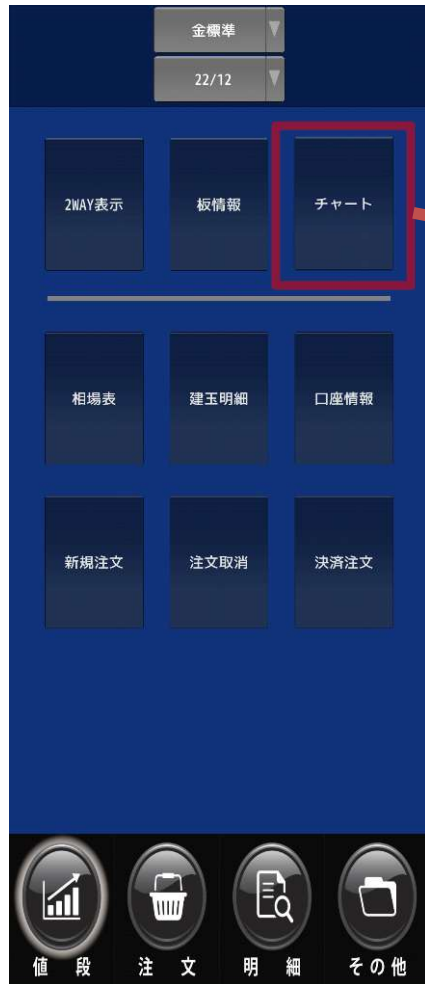 金標準
22/12
2WAY表示 板情報 チャート
相場表 建玉明細 口座情報
新規注文 注文取消 決済注文
値段 注文 明細 その他